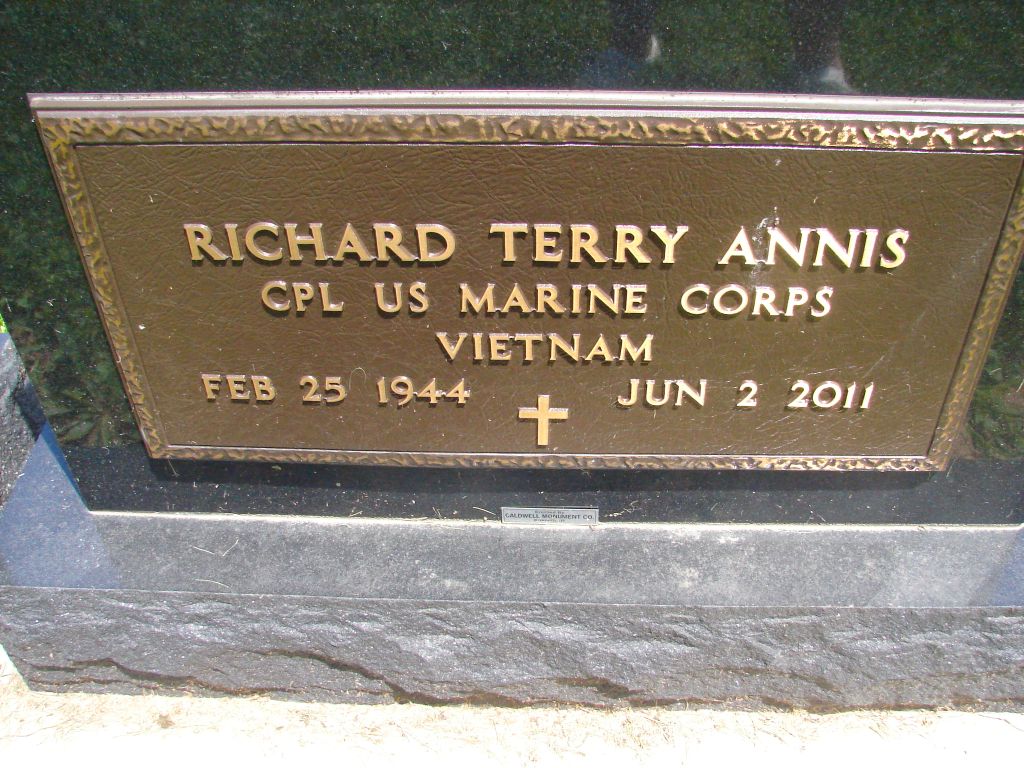 RICHARD TERRY ANNIS
CPL US MARINE CORPS
VIETNAM
FEB 25 1944 JUN 2 2011
CALDWELL MONUMENT CO.